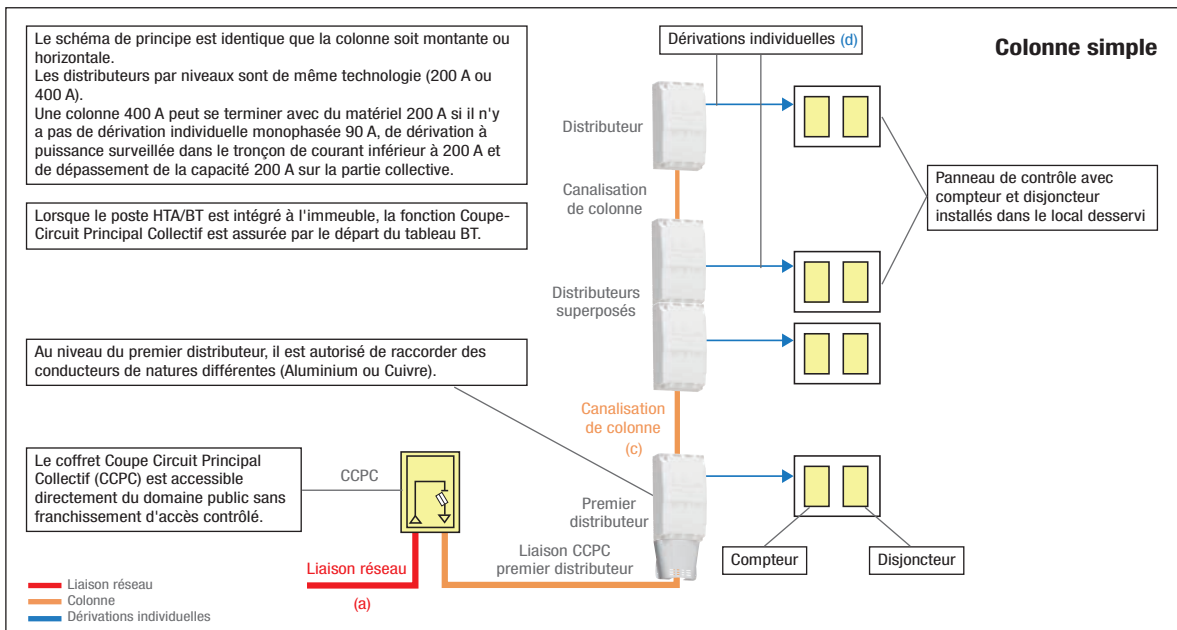 Le schéma de principe est identique que la colonne soit montante ou
horizontale.
Les distributeurs par niveaux sont de même technologie (200 A ou
400 A).
Une colonne 400 A peut se terminer avec du matériel 200 A si il n'y
a pas de dérivation individuelle monophasée 90 A, de dérivation à
puissance surveillée dans le tronçon de courant inférieur à 200 A et
de dépassement de la capacité 200 A sur la partie collective.
Lorsque le poste HTA/BT est intégré à l'immeuble, la fonction Coupe-
Circuit Principal Collectif est assurée par le départ du tableau BT.
Au niveau du premier distributeur, il est autorisé de raccorder des
conducteurs de natures différentes (Aluminium ou Cuivre).
Le coffret Coupe Circuit Principal
Collectif (CCPC) est accessible
directement du domaine public sans
franchissement d'accès contrôlé.
Dérivations individuelles (d)
Colonne simple
Distributeur
Canalisation
de colonne
Panneau de contrôle avec
compteur et disjoncteur
installés dans le local desservi
Distributeurs
superposés
Canalisation
de colonne
(c)
CCPC
Premier
distributeur
Liaison CCPC
premier distributeur
Compteur
Disjoncteur
Liaison réseau
(a)
Liaison réseau
Colonne
Dérivations individuelles